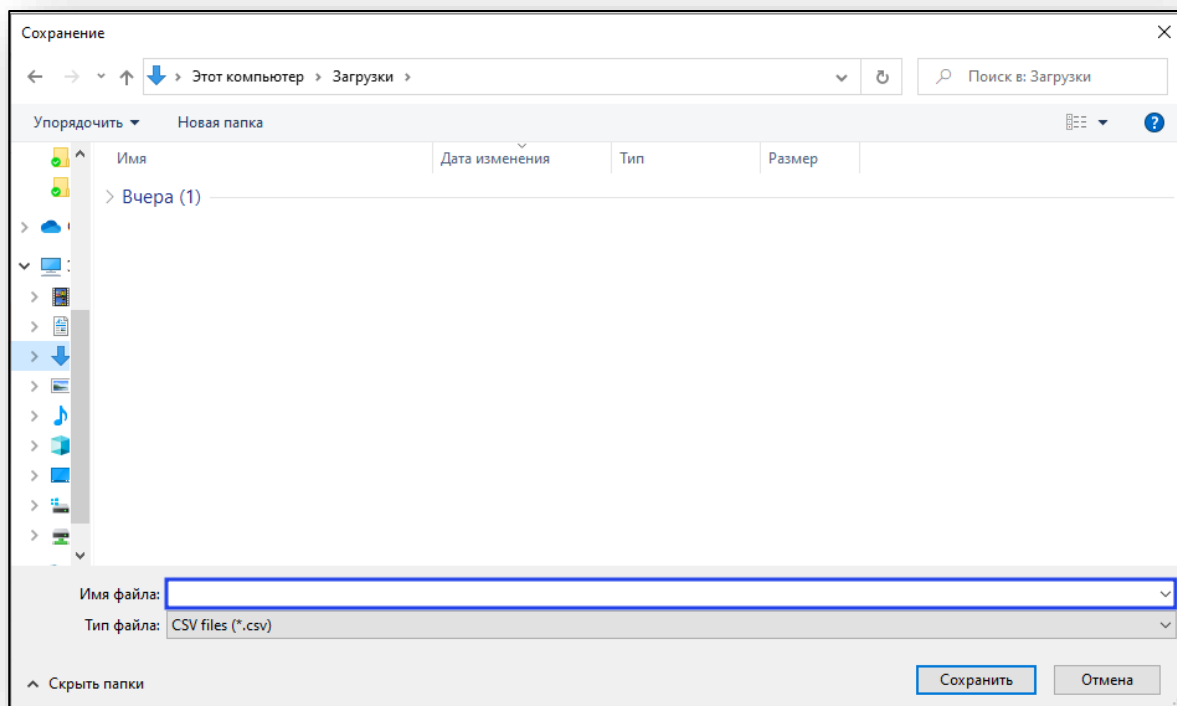 Сохранение
Этот компьютер > Загрузки >
Поиск в: Загрузки
Упорядочить
Новая папка
Имя
Дата изменения
Тип
Размер
Вчера (1)
Имя файла:
Тип файла: CSV files (*.csv)
Скрыть папки
Сохранить
Отмена